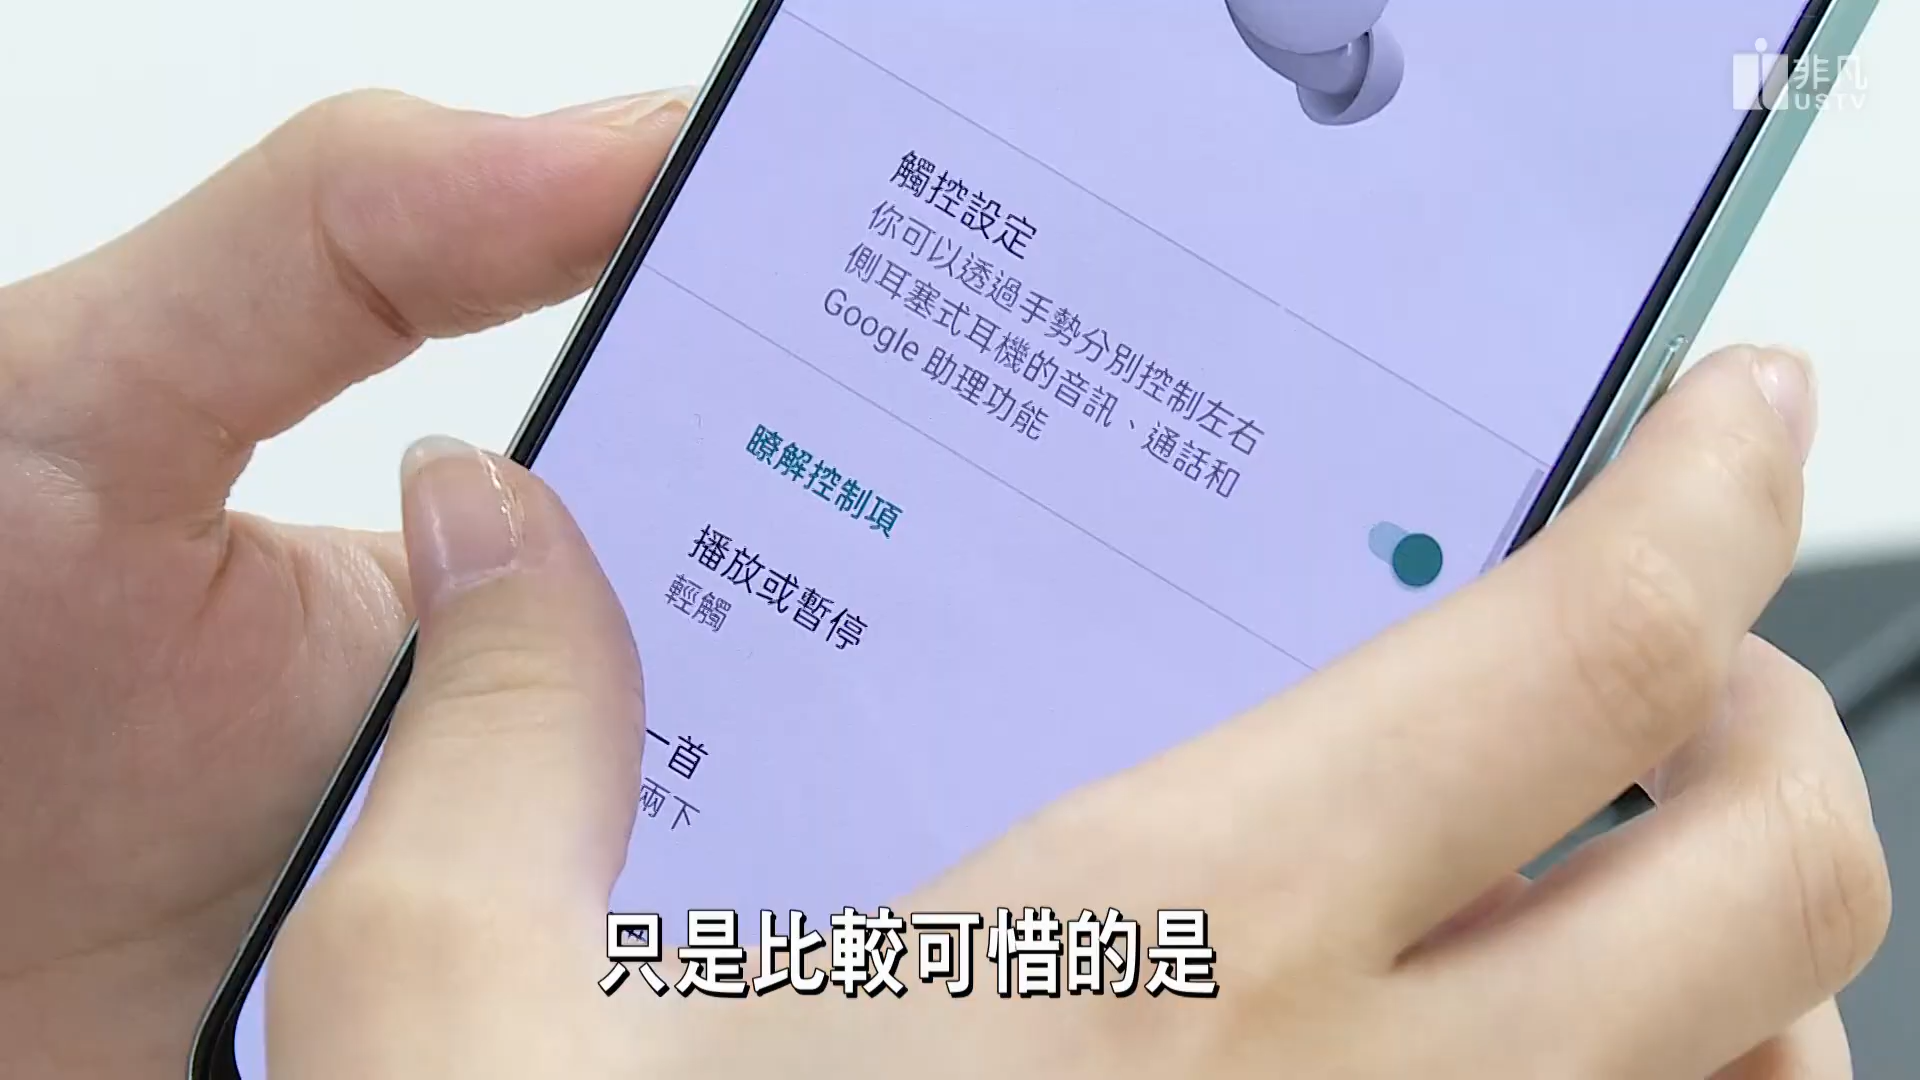 非凡
USTV
觸控設定
你可以透過手勢分別控制左右
側耳塞式耳機的音訊、通話和
Google 助理功能
瞭解控制項
播放或暫停
輕觸
一首
兩下
只是比較可惜的是